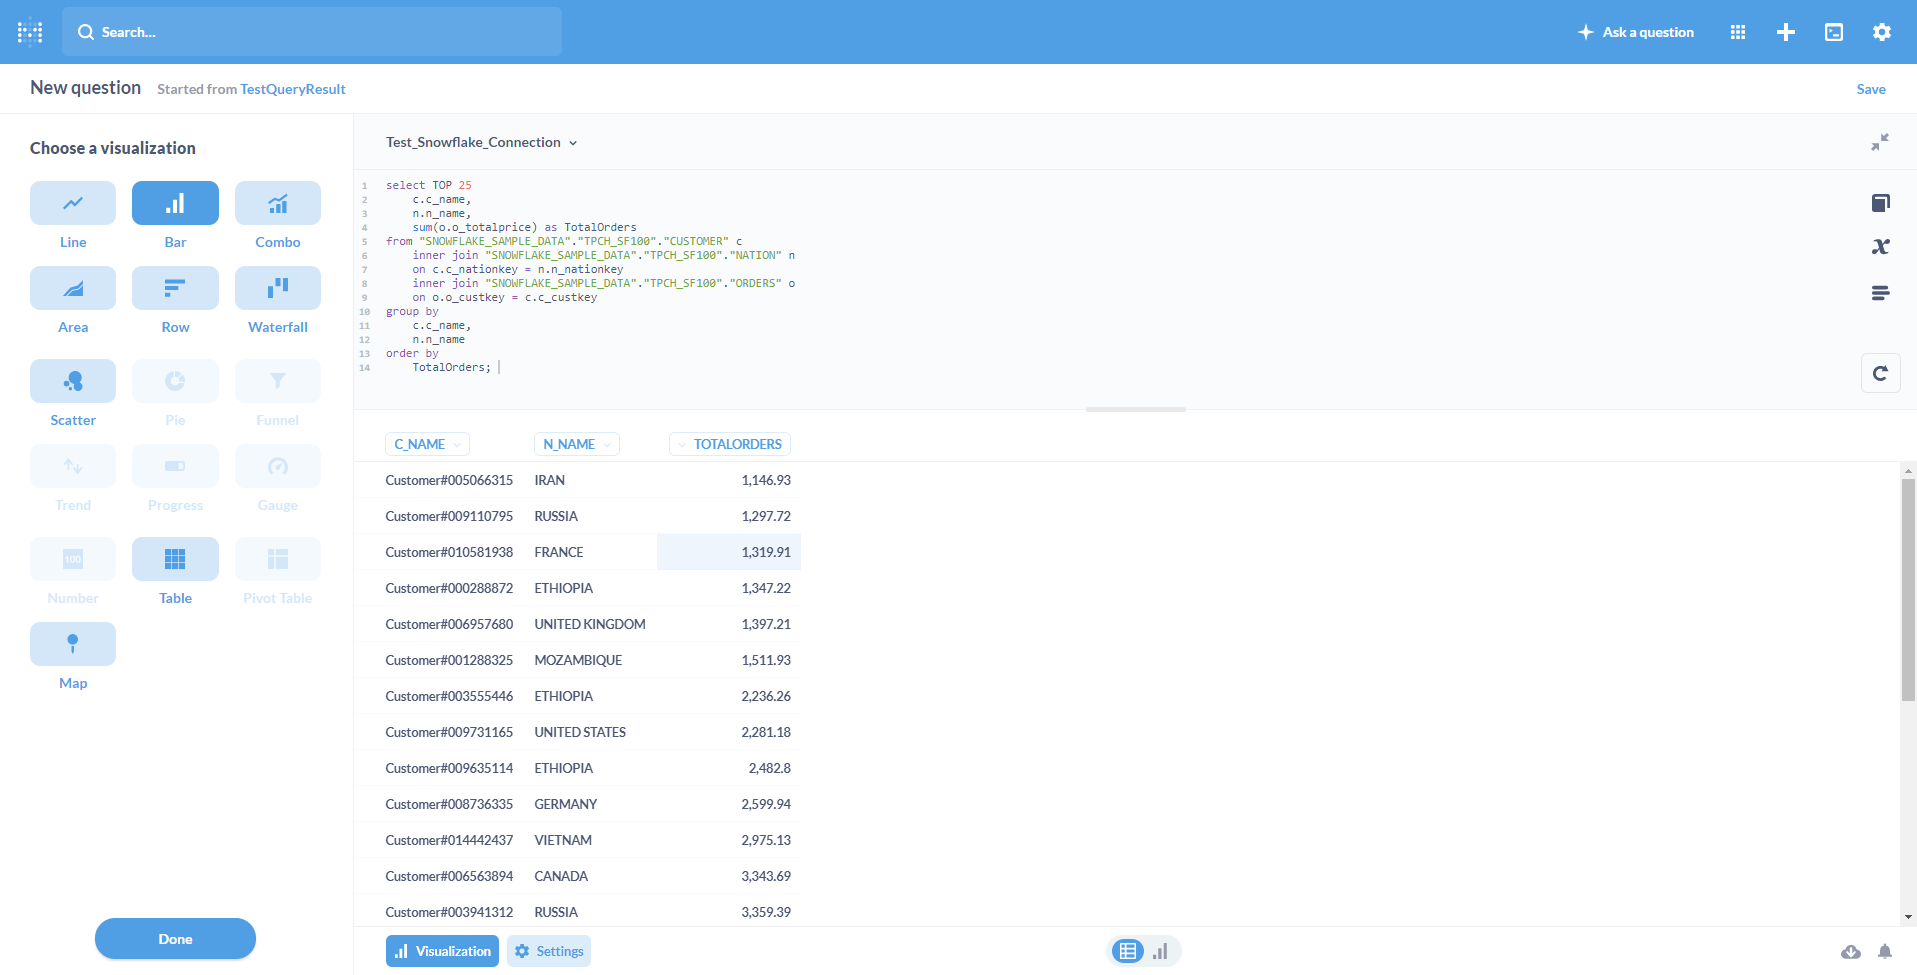 Search...
Ask a question
New question Started from TestQueryResult
Save
Choose a visualization
Line Bar Combo
Area Row Waterfall
Scatter Pie Funnel
Trend Progress Gauge
100
Number Table Pivot Table
Map
Done
Test_Snowflake_Connection
1 select TOP 25
2 c.c_name,
3 n.n_name,
4 sum(o.o_totalprice) as TotalOrders
5 from "SNOWFLAKE_SAMPLE_DATA"."TPCH_SF100"."CUSTOMER" c
6 inner join "SNOWFLAKE_SAMPLE_DATA"."TPCH_SF100"."NATION" n
7 on c.c_nationkey = n.n_nationkey
8 inner join "SNOWFLAKE_SAMPLE_DATA"."TPCH_SF100"."ORDERS" o
9 on o.o_custkey = c.c_custkey
10 group by
11 c.c_name,
12 n.n_name
13 order by
14 TotalOrders;
C_NAME N_NAME TOTALORDERS
Customer#005066315 IRAN 1,146.93
Customer#009110795 RUSSIA 1,297.72
Customer#010581938 FRANCE 1,319.91
Customer#000288872 ETHIOPIA 1,347.22
Customer#006957680 UNITED KINGDOM 1,397.21
Customer#001288325 MOZAMBIQUE 1,511.93
Customer#003555446 ETHIOPIA 2,236.26
Customer#009731165 UNITED STATES 2,281.18
Customer#009635114 ETHIOPIA 2,482.8
Customer#008736335 GERMANY 2,599.94
Customer#014442437 VIETNAM 2,975.13
Customer#006563894 CANADA 3,343.69
Customer#003941312 RUSSIA 3,359.39
Visualization Settings